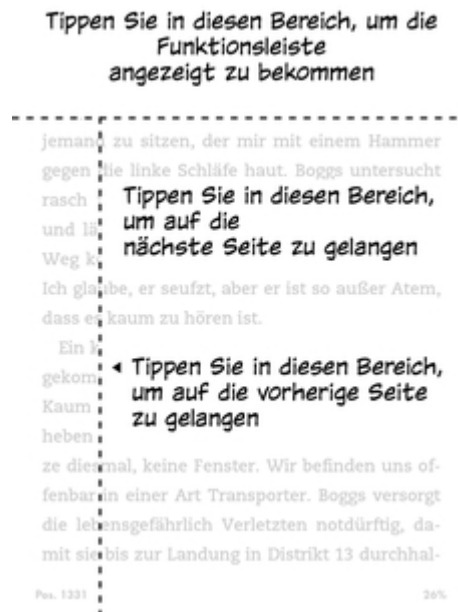 Tippen Sie in diesen Bereich, um die
Funktionsleiste
angezeigt zu bekommen
jemand zu sitzen, der mir mit einem Hammer
gegen die linke Schläfe haut. Boggs untersucht
rasch
Tippen Sie in diesen Bereich,
um auf die
nächste Seite zu gelangen
und
Weg
Ich glaube, er seufzt, aber er ist so außer Atem,
dass es kaum zu hören ist.
Ein
Tippen Sie in diesen Bereich,
um auf die vorherige Seite
zu gelangen
Kaum
heben
ze diesmal, keine Fenster. Wir befinden uns of-
fenbar in einer Art Transporter. Boggs versorgt
die lebensgefährlich Verletzten notdürftig, da-
mit sie bis zur Landung in Distrikt 13 durchhal-
Pos. 1331 26%